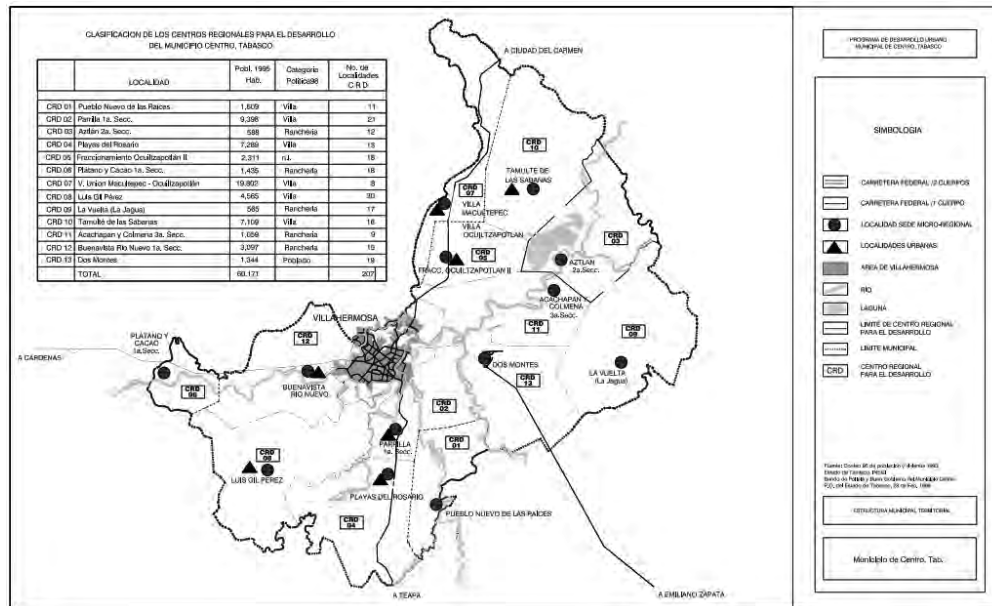 CLASIFICACION DE LOS CENTROS REGIONALES PARA EL DESARROLLO
DEL MUNICIPIO CENTRO, TABASCO
LOCALIDAD Pobl. 1995 Hab. Categoria Politica98 No. de Localidades C R D
CRD 01 Pueblo Nuevo de las Raices 1,609 Villa 11
CRD 02 Parrilla 1a. Secc. 9,398 Villa 21
CRD 03 Aztlán 2a. Secc. 588 Rancheria 12
CRD 04 Playas del Rosario 7,289 Villa 13
CRD 05 Fraccionamiento Ocuiltzapotlán II 2,311 n.i. 18
CRD 06 Plátano y Cacao 1a. Secc. 1,435 Rancheria 18
CRD 07 V. Union Macultepec - Ocuiltzapotlán 19,802 Villa 8
CRD 08 Luis Gil Pérez 4,565 Villa 30
CRD 09 La Vuelta (La Jagua) 585 Rancheria 17
CRD 10 Tamulté de las Sabanas 7,109 Villa 16
CRD 11 Acachapan y Colmena 3a. Secc. 1,059 Rancheria 9
CRD 12 Buenavista Rio Nuevo 1a. Secc. 3,097 Rancheria 15
CRD 13 Dos Montes 1,344 Poblado 19
TOTAL 60,171 207
A CIUDAD DEL CARMEN
CRD 10
TAMULTE DE
LAS SABANAS
CRD 07
VILLA
MACULTEPEC
VILLA
OCUILTZAPOTLAN
CRD 03
CRD 05
FRACC. OCUILTZAPOTLAN II
AZTLAN
2a.Secc.
ACACHAPAN Y
COLMENA
3a.Secc.
VILLAHERMOSA
PLATANO Y
CACAO
1a.Secc.
CRD 12
CRD 11
CRD 09
A CARDENAS
DOS MONTES
LA VUELTA
(La Jagua)
BUENAVISTA
RIO NUEVO
CRD 13
CRD 06
CRD 02
CRD 01
PARRILLA
1a. Secc.
CRD 08
LUIS GIL PEREZ
PLAYAS DEL ROSARIO
PUEBLO NUEVO DE LAS RAÍCES
CRD 04
A TEAPA
A EMILIANO ZAPATA
PROGRAMA DE DESARROLLO URBANO
MUNICIPAL DE CENTRO, TABASCO
SIMBOLOGIA
CARRETERA FEDERAL /2 CUERPOS
CARRETERA FEDERAL /1 CUERPO
LOCALIDAD SEDE MICRO-REGIONAL
LOCALIDADES URBANAS
AREA DE VILLAHERMOSA
RIO
LAGUNA
LIMITE DE CENTRO REGIONAL
PARA EL DESARROLLO
LIMITE MUNICIPAL
CRD
CENTRO REGIONAL
PARA EL DESARROLLO
ESTRUCTURA MUNICIPAL TERRITORIAL
Municipio de Centro, Tab.